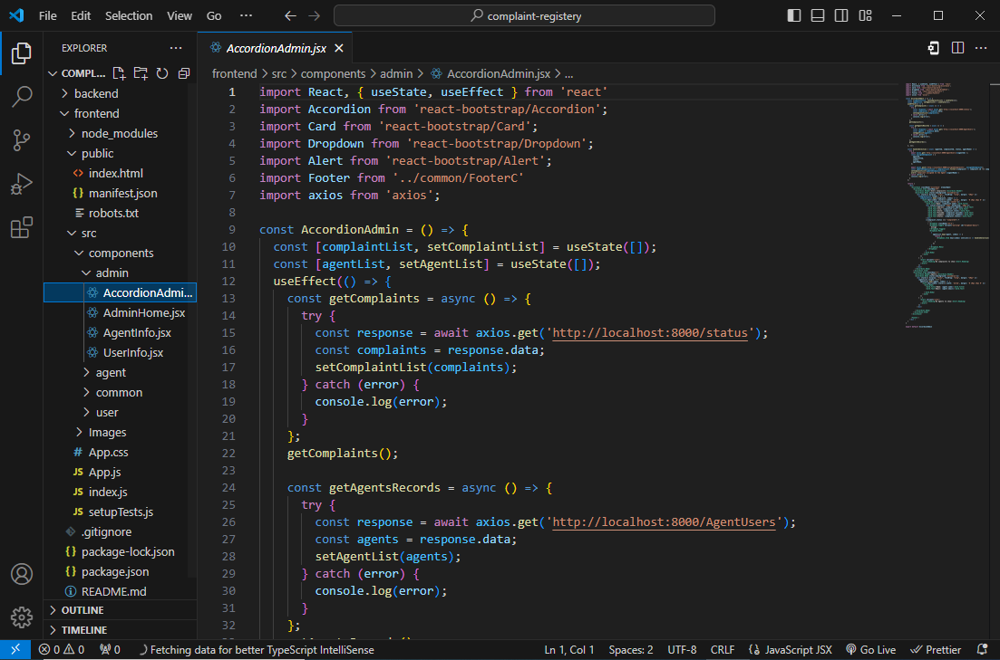 File Edit Selection View Go ··· complaint-registery
EXPLORER ···
COMPL...
backend
frontend
node_modules
public
<> index.html
{} manifest.json
robots.txt
src
components
admin
AccordionAdmi...
AdminHome.jsx
AgentInfo.jsx
UserInfo.jsx
agent
common
user
Images
# App.css
JS App.js
JS index.js
JS setupTests.js
.gitignore
{} package-lock.json
{} package.json
README.md
OUTLINE
TIMELINE
AccordionAdmin.jsx
frontend > src > components > admin > AccordionAdmin.jsx > ...
1 import React, { useState, useEffect } from 'react'
2 import Accordion from 'react-bootstrap/Accordion';
3 import Card from 'react-bootstrap/Card';
4 import Dropdown from 'react-bootstrap/Dropdown';
5 import Alert from 'react-bootstrap/Alert';
6 import Footer from '../common/FooterC'
7 import axios from 'axios';
8
9 const AccordionAdmin = () => {
10 const [complaintList, setComplaintList] = useState([]);
11 const [agentList, setAgentList] = useState([]);
12 useEffect(() => {
13 const getComplaints = async () => {
14 try {
15 const response = await axios.get('http://localhost:8000/status');
16 const complaints = response.data;
17 setComplaintList(complaints);
18 } catch (error) {
19 console.log(error);
20 }
21 };
22 getComplaints();
23
24 const getAgentsRecords = async () => {
25 try {
26 const response = await axios.get('http://localhost:8000/AgentUsers');
27 const agents = response.data;
28 setAgentList(agents);
29 } catch (error) {
30 console.log(error);
31 }
32 };
0 0 0 Fetching data for better TypeScript IntelliSense Ln 1, Col 1 Spaces: 2 UTF-8 CRLF {} JavaScript JSX Go Live Prettier